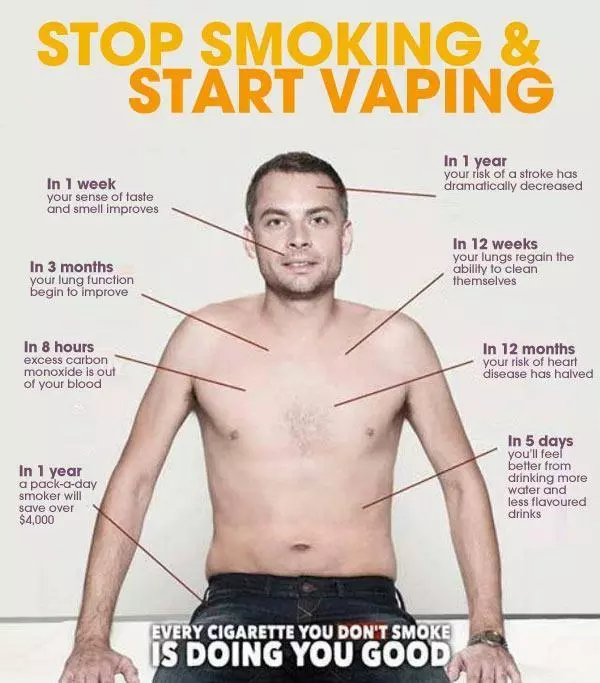 STOP SMOKING &
START VAPING
In 1 week
your sense of taste
and smell improves
In 3 months
your lung function
begin to improve
In 8 hours
excess carbon
monoxide is out
of your blood
In 1 year
a pack-a-day
smoker will
save over
$4,000
In 1 year
your risk of a stroke has
dramatically decreased
In 12 weeks
your lungs regain the
ability to clean
themselves
In 12 months
your risk of heart
disease has halved
In 5 days
you'll feel
better from
drinking more
water and
less flavoured
drinks
EVERY CIGARETTE YOU DON'T SMOKE
IS DOING YOU GOOD